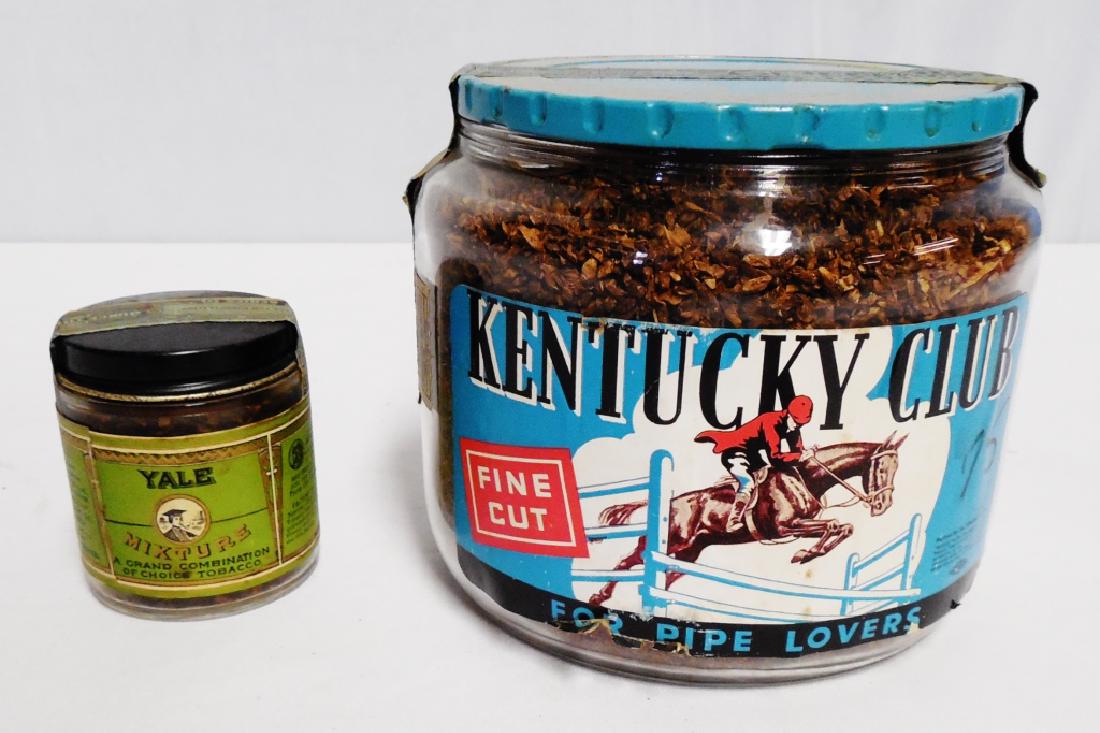 YALE
MIXTURE
A GRAND COMBINATION
OF CHOICE TOBACCO
KENTUCKY CLUB
FINE
CUT
FOR PIPE LOVERS